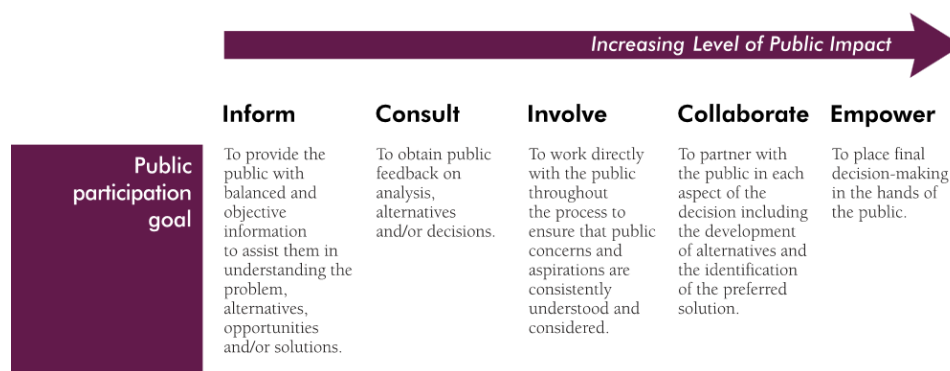 Increasing Level of Public Impact
Inform
Consult
Involve
Collaborate
Empower
Public
participation
goal
To provide the
public with
balanced and
objective
information
to assist them in
understanding the
problem,
alternatives,
opportunities
and/or solutions.
To obtain public
feedback on
analysis,
alternatives
and/or decisions.
To work directly
with the public
throughout
the process to
ensure that public
concerns and
aspirations are
consistently
understood and
considered.
To partner with
the public in each
aspect of the
decision including
the development
of alternatives and
the identification
of the preferred
solution.
To place final
decision-making
in the hands of
the public.